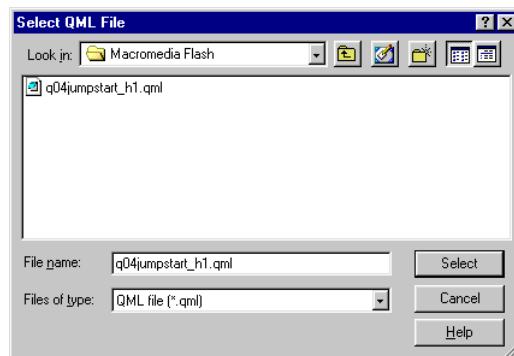 Select QML File
Look in: Macromedia Flash
q04jumpstart_h1.qml
File name: q04jumpstart_h1.qml Select
Files of type: QML file (*.qml) Cancel
Help